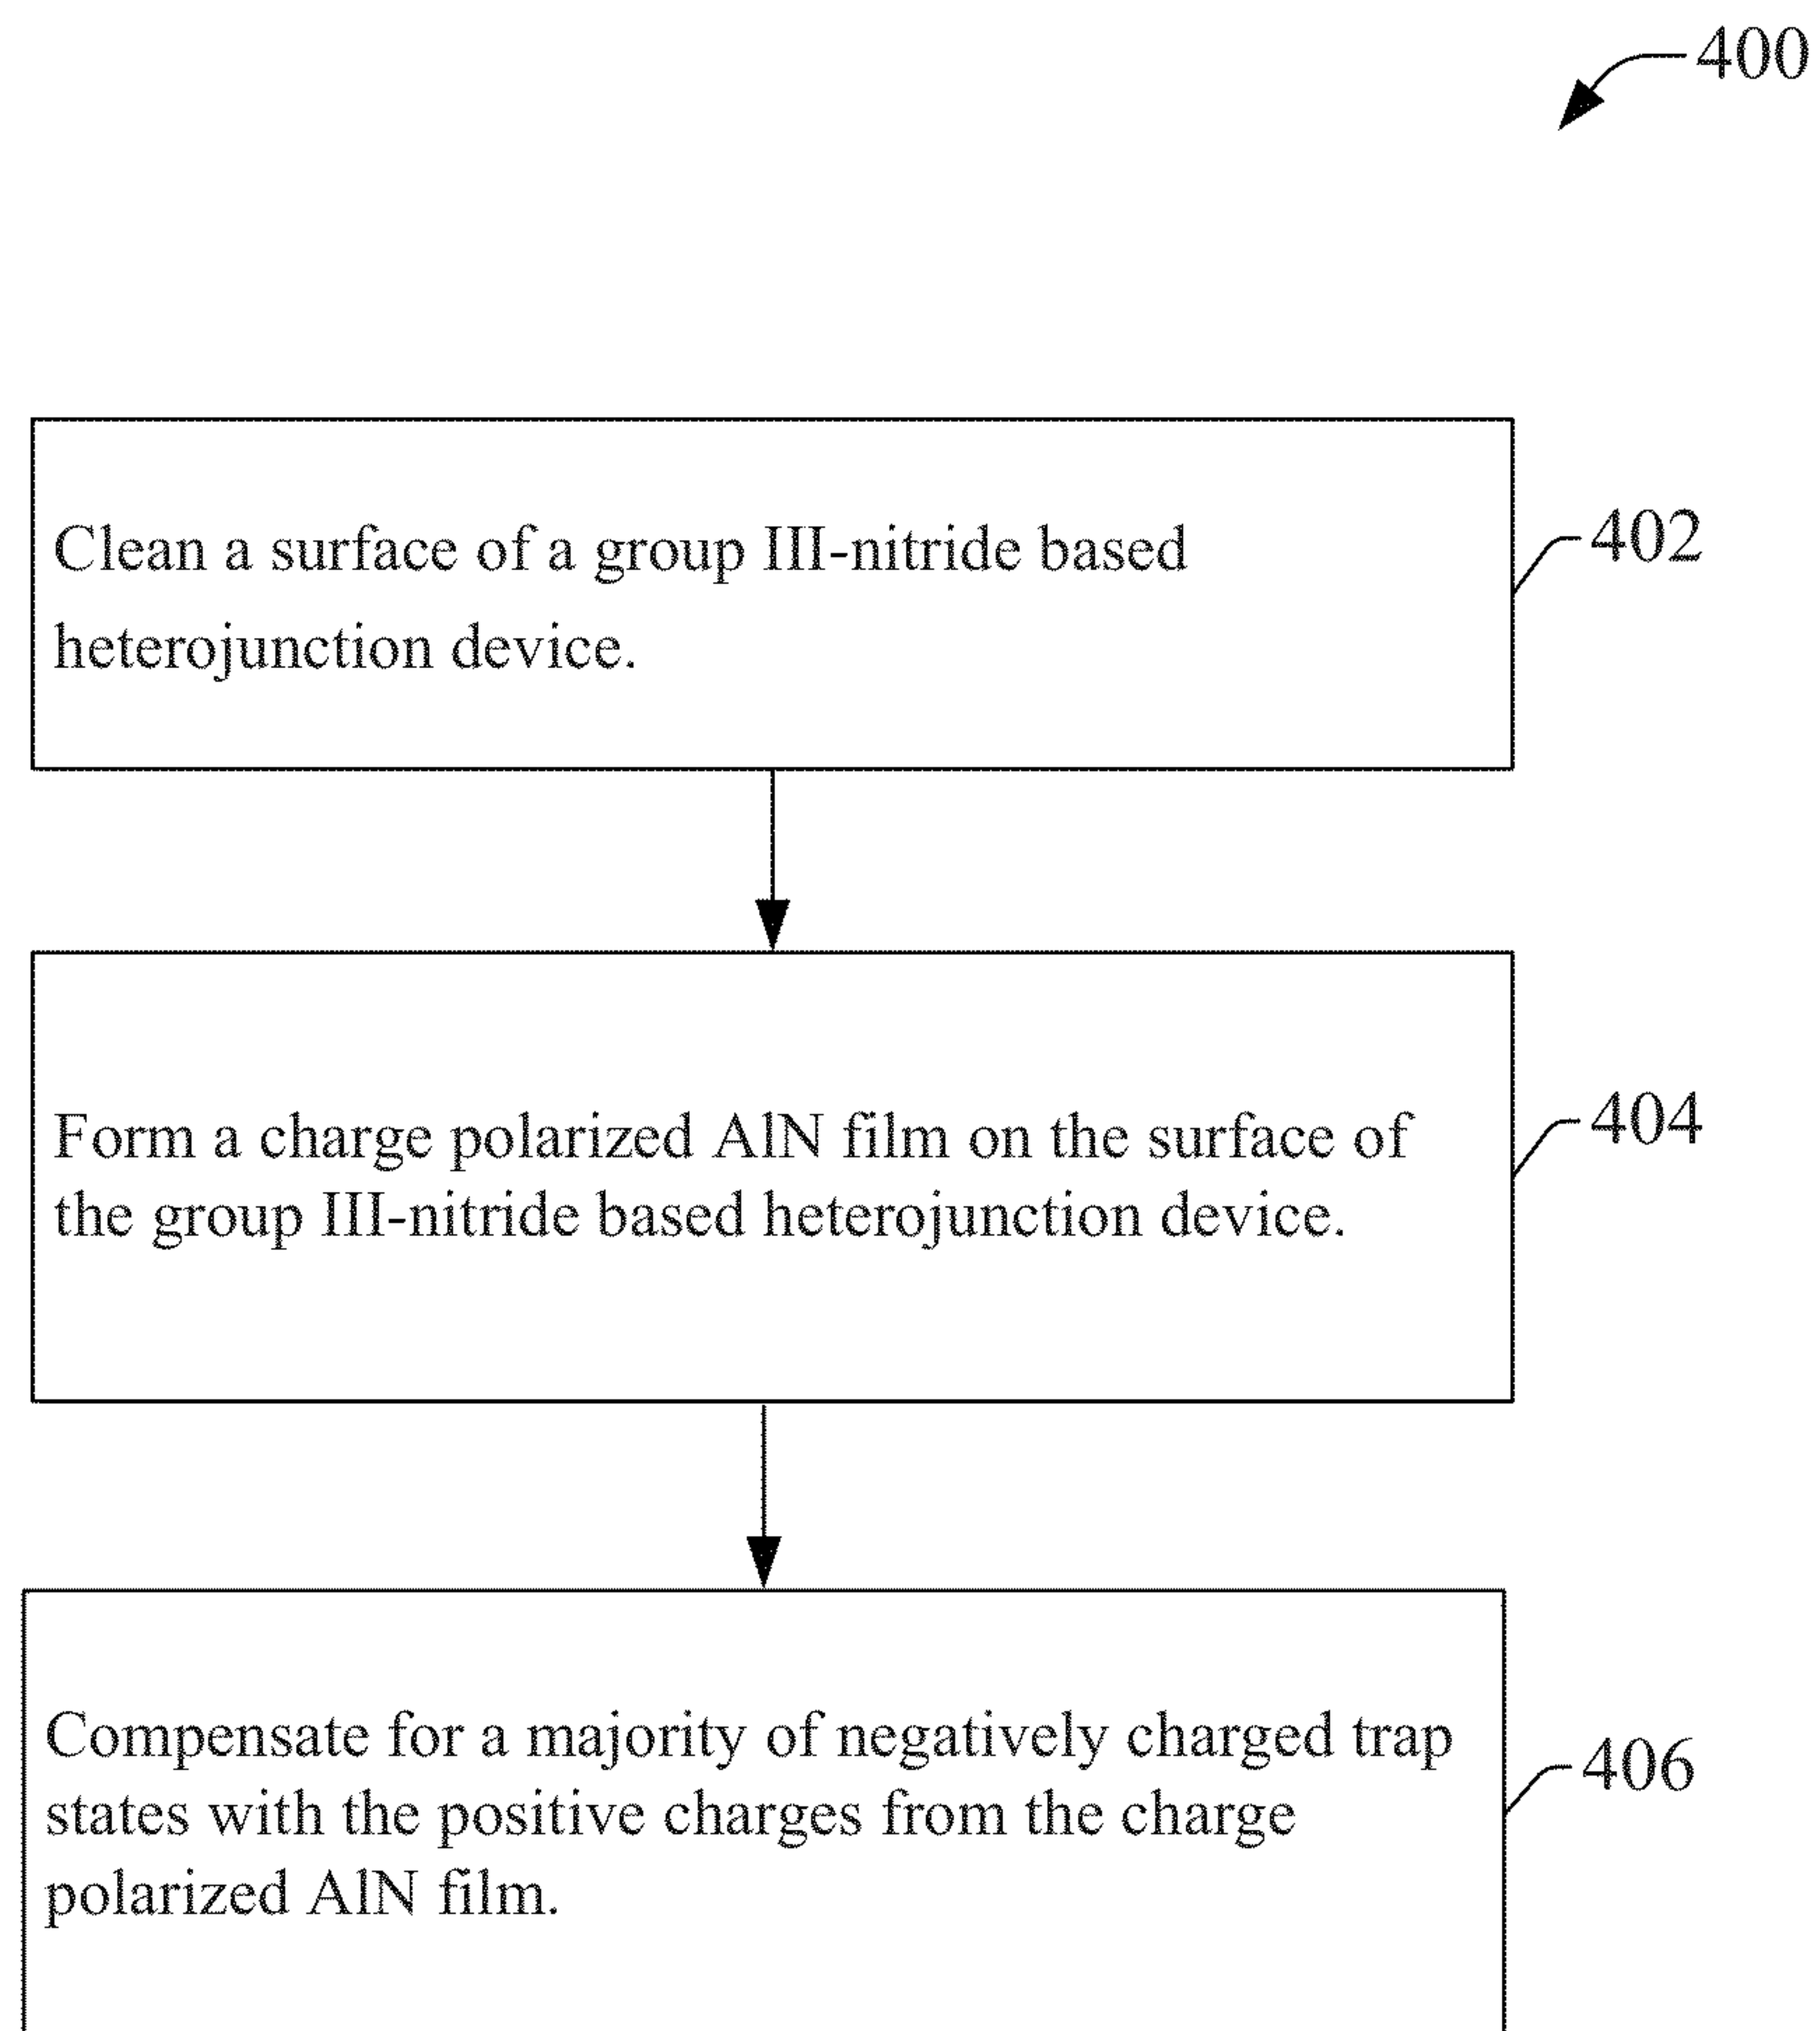 400
Clean a surface of a group III-nitride based
heterojunction device.
402
Form a charge polarized AlN film on the surface of
the group III-nitride based heterojunction device.
404
Compensate for a majority of negatively charged trap
states with the positive charges from the charge
polarized AlN film.
406